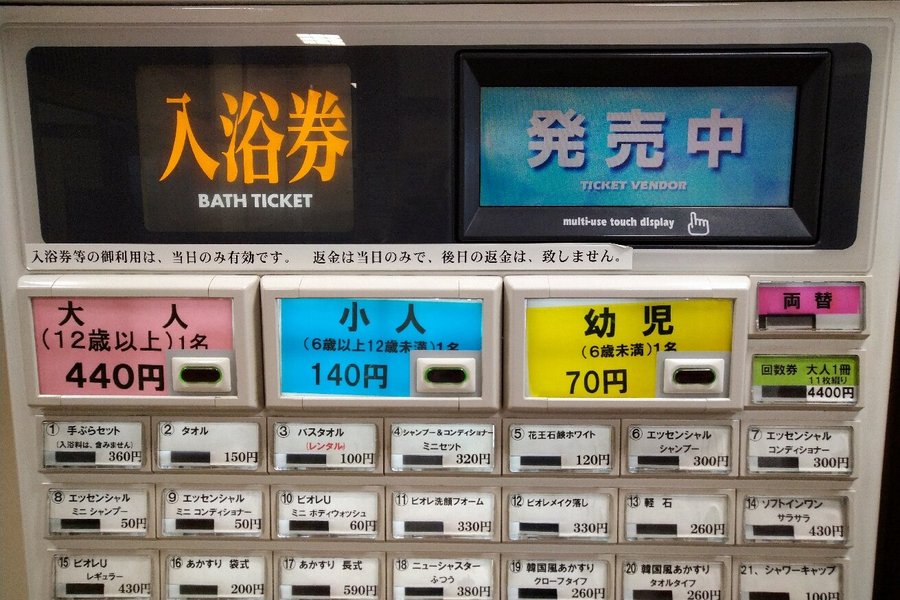 入浴券
BATH TICKET
発売中
TICKET VENDOR
multi-use touch display
入浴券等の御利用は、当日のみ有効です。　返金は当日のみで、後日の返金は、致しません。
大人
(12歳以上)1名
440円
小人
(6歳以上12歳未満)1名
140円
幼児
(6歳未満)1名
70円
両替
回数券 大人1冊
11枚綴り
4400円
① 手ぶらセット
(入浴料は、含みません)
360円
② タオル
150円
③ バスタオル
(レンタル)
100円
④ シャンプー&コンディショナー
ミニセット
320円
⑤ 花王石鹸ホワイト
120円
⑥ エッセンシャル
シャンプー
300円
⑦ エッセンシャル
コンディショナー
300円
⑧ エッセンシャル
ミニ シャンプー
50円
⑨ エッセンシャル
ミニ コンディショナー
50円
⑩ ビオレU
ミニ ボディウォッシュ
60円
⑪ ビオレ洗顔フォーム
330円
⑫ ビオレメイク落し
330円
⑬ 軽石
260円
⑭ ソフトインワン
サラサラ
430円
⑮ ビオレU
レギュラー
430円
⑯ あかすり 袋式
200円
⑰ あかすり 長式
590円
⑱ ニューシャスター
ふつう
380円
⑲ 韓国風あかすり
グローブタイプ
260円
⑳ 韓国風あかすり
タオルタイプ
260円
21、シャワーキャップ
100円